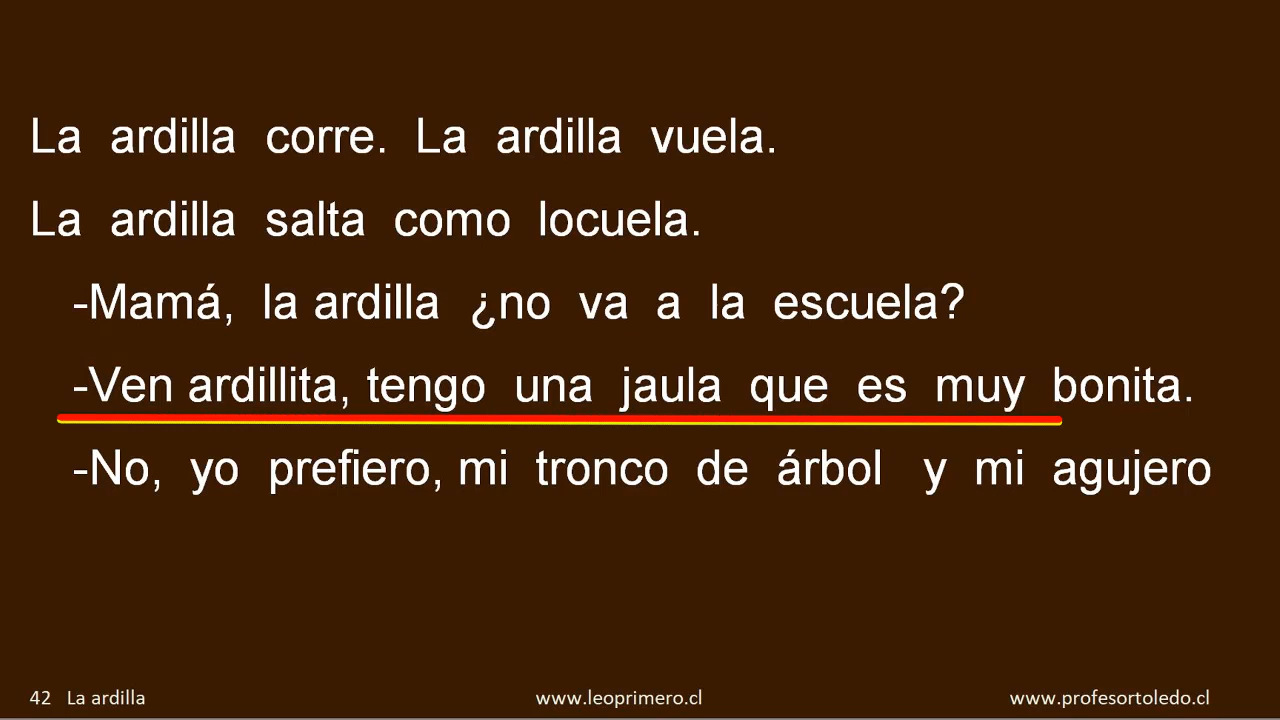 La ardilla corre. La ardilla vuela.
La ardilla salta como locuela.
-Mamá, la ardilla ¿no va a la escuela?
-Ven ardillita, tengo una jaula que es muy bonita.
-No, yo prefiero, mi tronco de árbol y mi agujero
42 La ardilla www.leoprimero.cl www.profesortoledo.cl